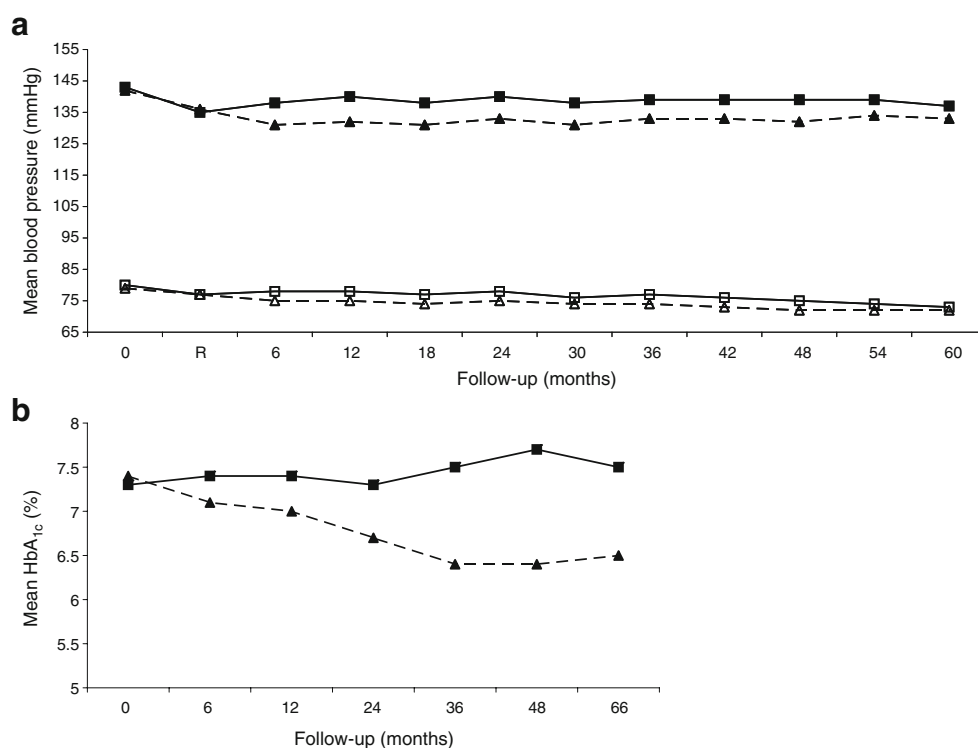 a
Mean blood pressure (mmHg)
155
145
135
125
115
105
95
85
75
65
0 R 6 12 18 24 30 36 42 48 54 60
Follow-up (months)
b
Mean HbA1c (%)
8
7.5
7
6.5
6
5.5
5
0 6 12 24 36 48 66
Follow-up (months)